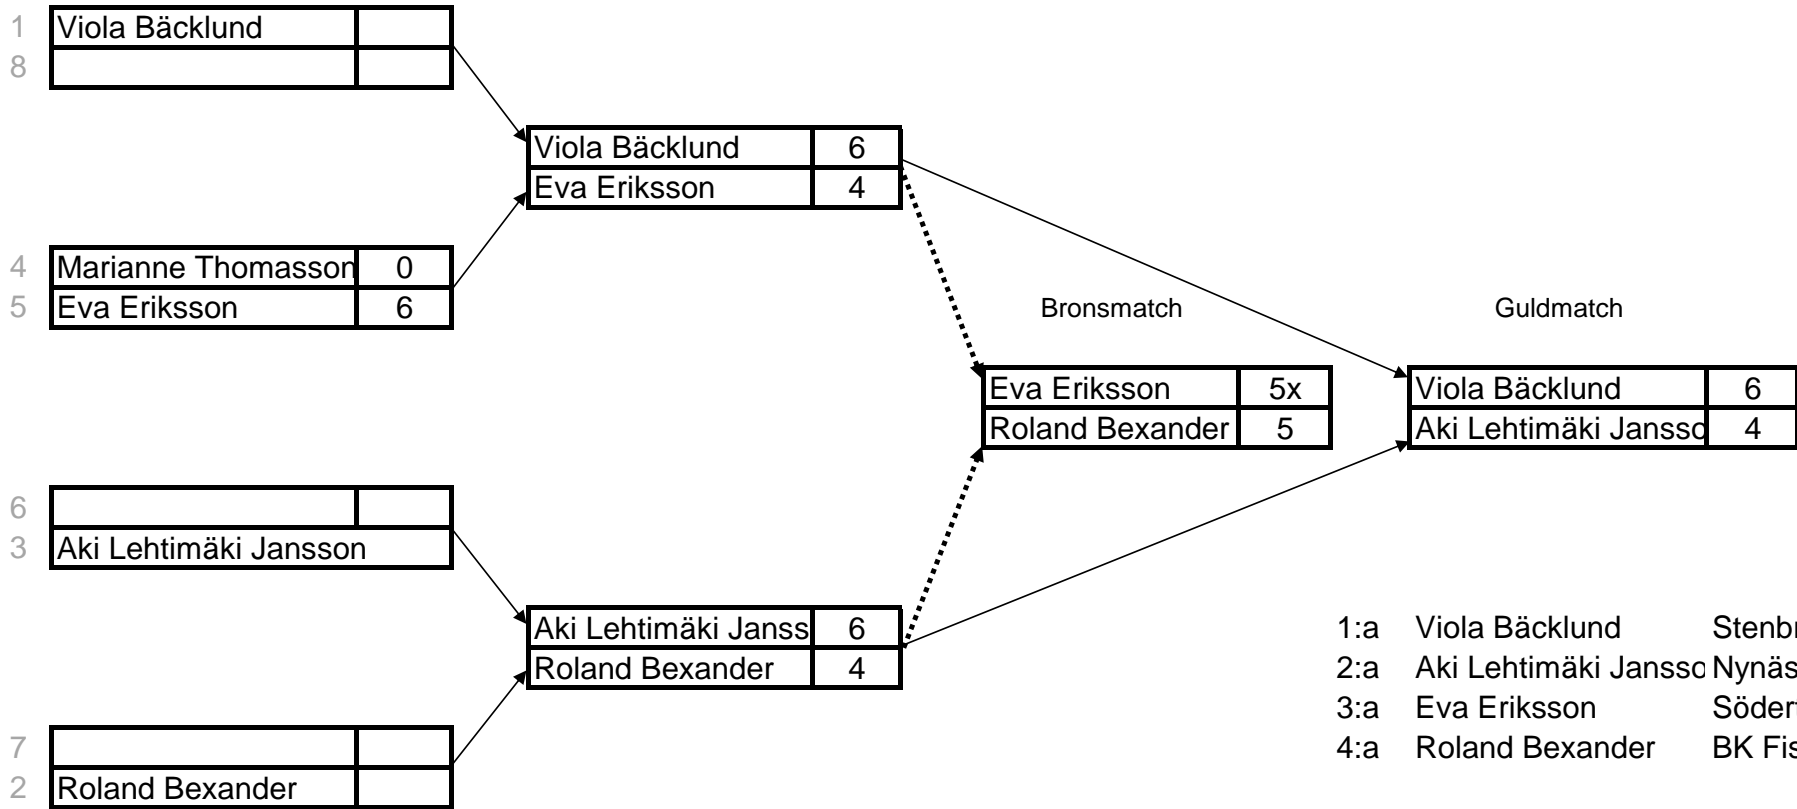 1 Viola Bäcklund
8
Viola Bäcklund 6
Eva Eriksson 4
4 Marianne Thomasson 0
5 Eva Eriksson 6
Bronsmatch Guldmatch
Eva Eriksson 5x Viola Bäcklund 6
Roland Bexander 5 Aki Lehtimäki Jansso 4
6
3 Aki Lehtimäki Jansson
Aki Lehtimäki Janss 6
Roland Bexander 4
1:a Viola Bäcklund
2:a Aki Lehtimäki Jansso Nynäs
3:a Eva Eriksson
4:a Roland Bexander BK
7
2 Roland Bexander